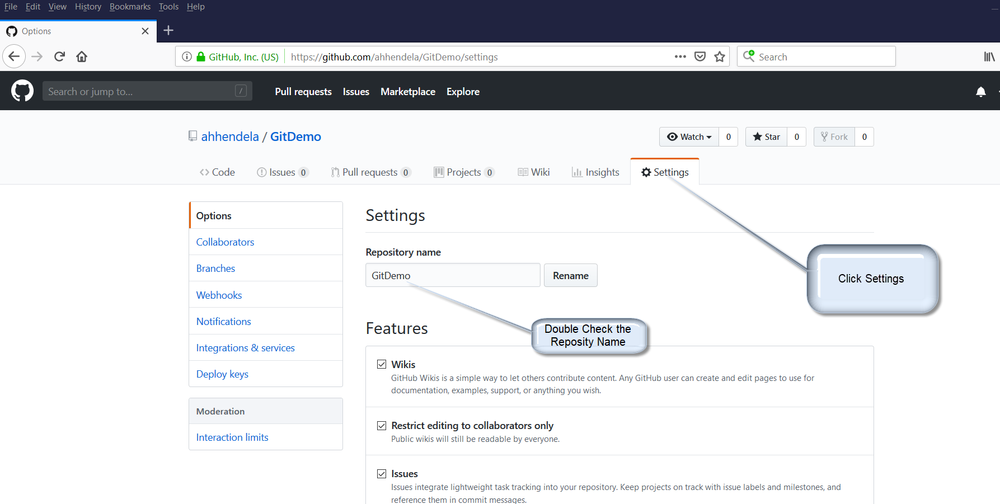 File Edit View History Bookmarks Tools Help
Options
GitHub, Inc. (US) https://github.com/ahhendela/GitDemo/settings
Search
Search or jump to... /
Pull requests Issues Marketplace Explore
ahhendela / GitDemo
Watch 0 Star 0 Fork 0
Code Issues 0 Pull requests 0 Projects 0 Wiki Insights Settings
Options
Collaborators
Branches
Webhooks
Notifications
Integrations & services
Deploy keys
Moderation
Interaction limits
Settings
Repository name
GitDemo Rename
Click Settings
Double Check the
Reposity Name
Features
Wikis
GitHub Wikis is a simple way to let others contribute content. Any GitHub user can create and edit pages to use for
documentation, examples, support, or anything you wish.
Restrict editing to collaborators only
Public wikis will still be readable by everyone.
Issues
Issues integrate lightweight task tracking into your repository. Keep projects on track with issue labels and milestones, and
reference them in commit messages.